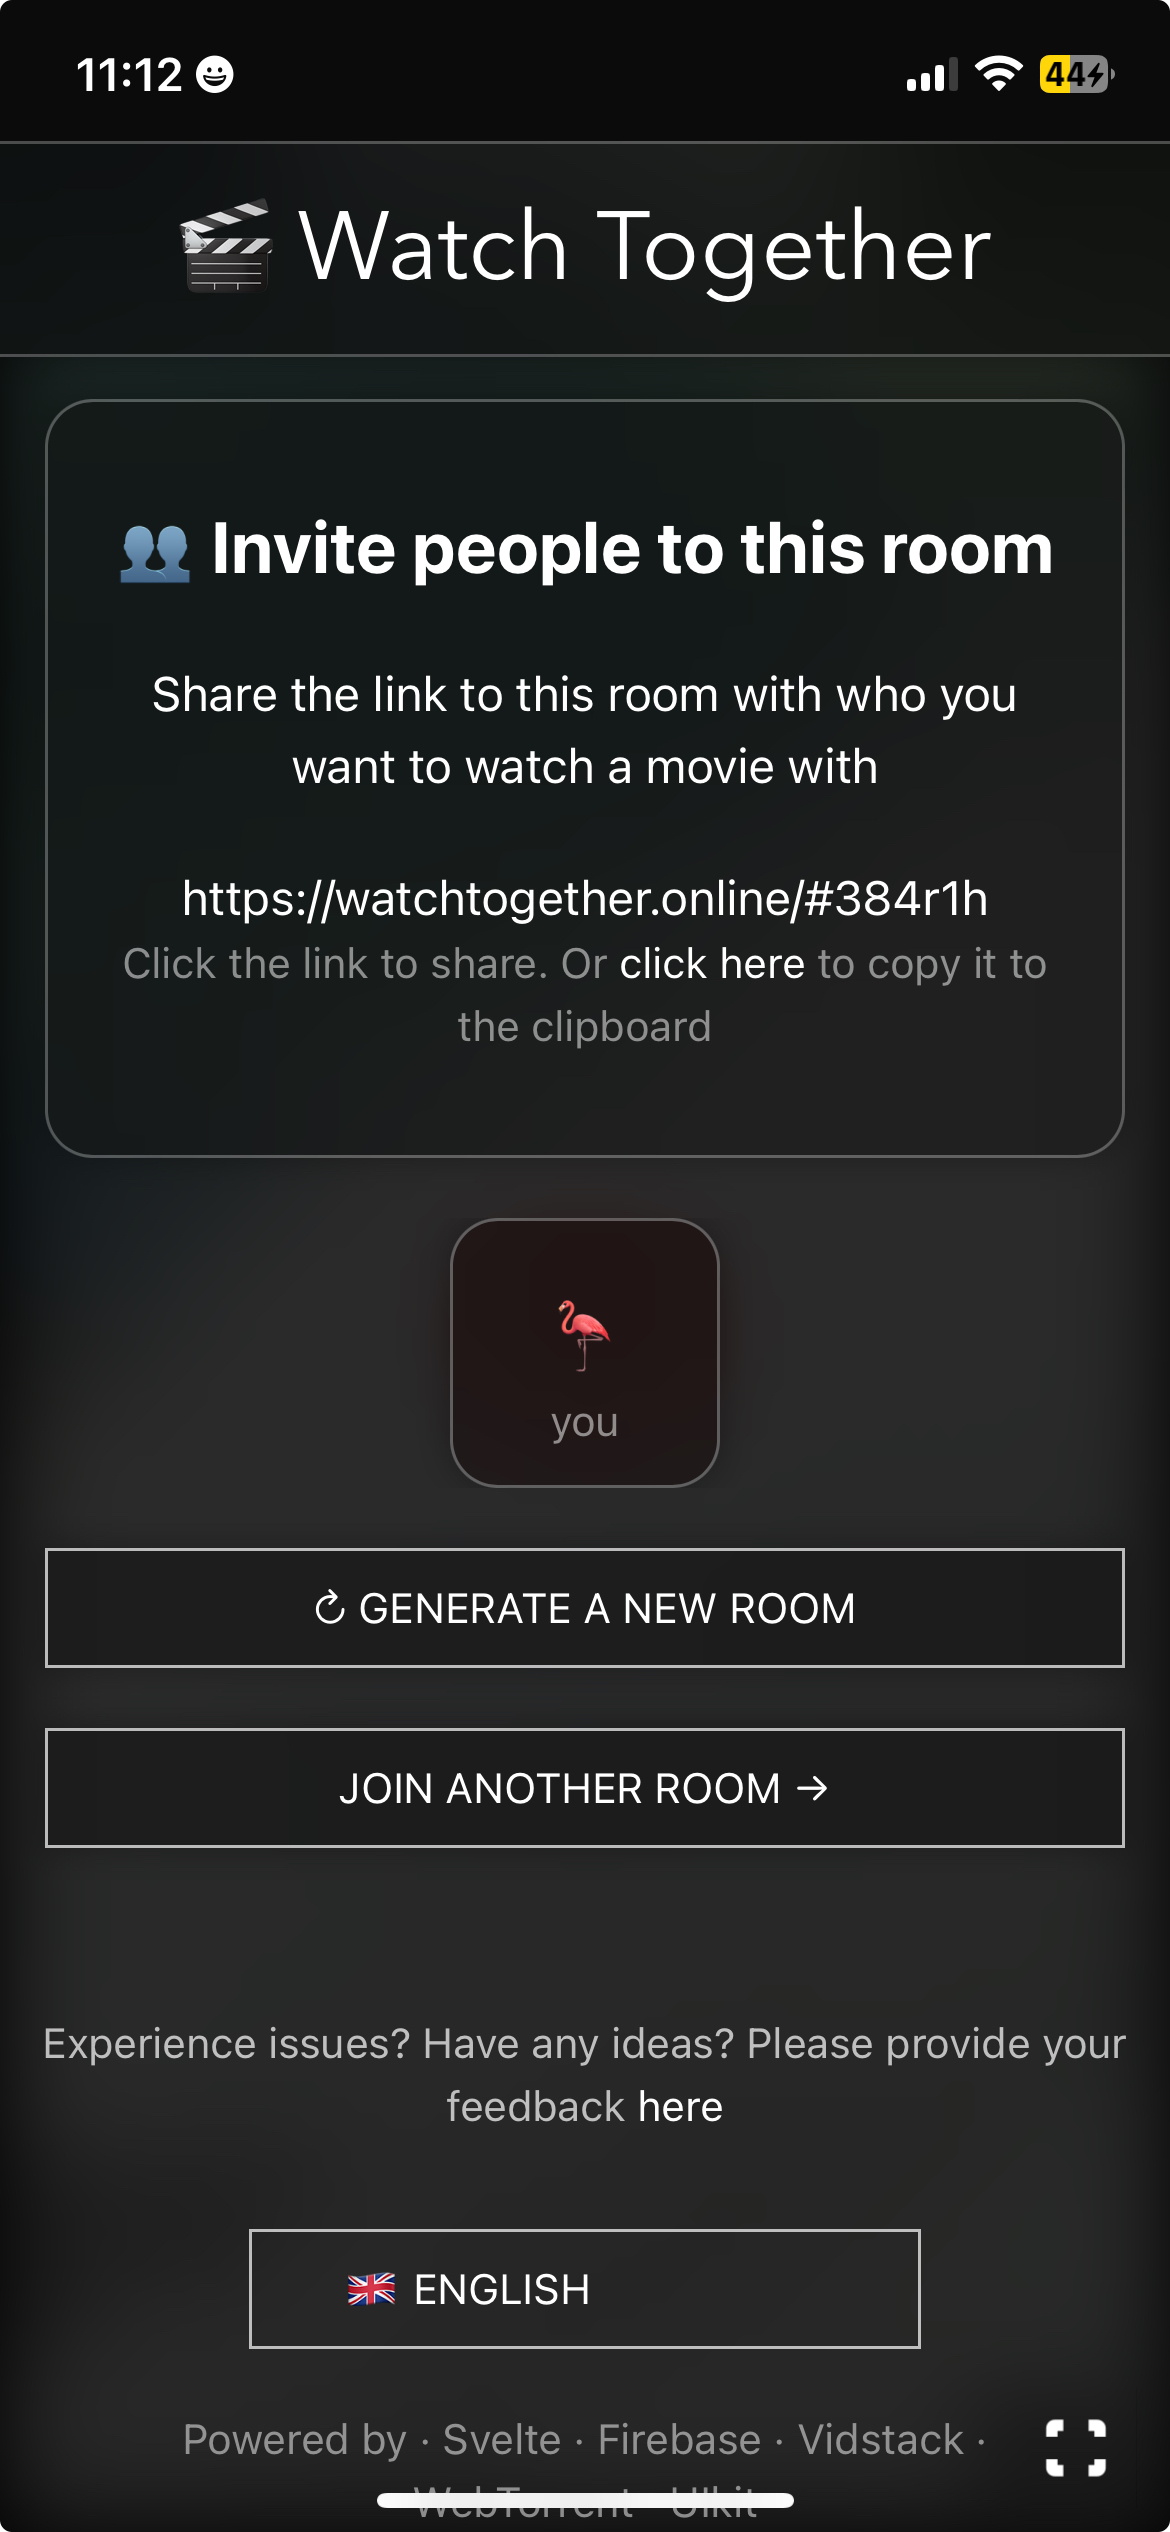 11:12
44
Watch Together
Invite people to this room
Share the link to this room with who you
want to watch a movie with
https://watchtogether.online/#384r1h
Click the link to share. Or click here to copy it to
the clipboard
you
↻ GENERATE A NEW ROOM
JOIN ANOTHER ROOM →
Experience issues? Have any ideas? Please provide your
feedback here
🇬🇧 ENGLISH
Powered by · Svelte · Firebase · Vidstack ·
WebTorrent · UIkit